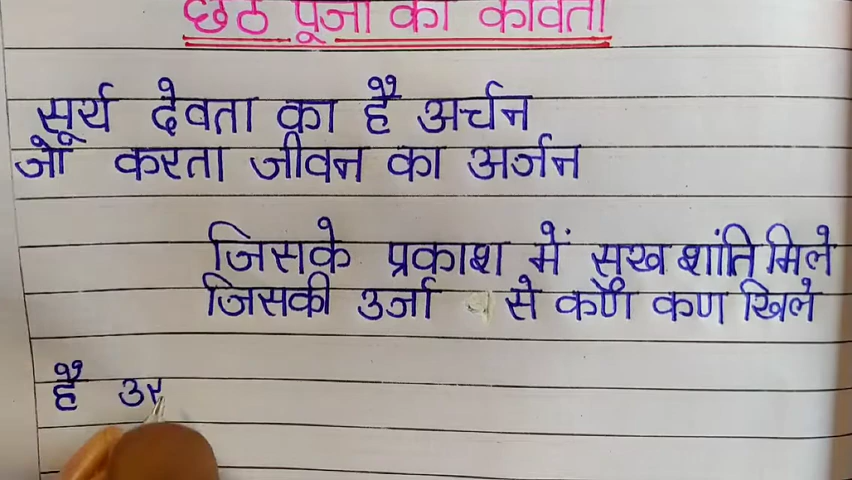 छठ पूजा की कविता
सूर्य देवता का है अर्चन
जो करता जीवन का अर्जन
जिसके प्रकाश में सुख शांति मिले
जिसकी उर्जा से कण कण खिले
है